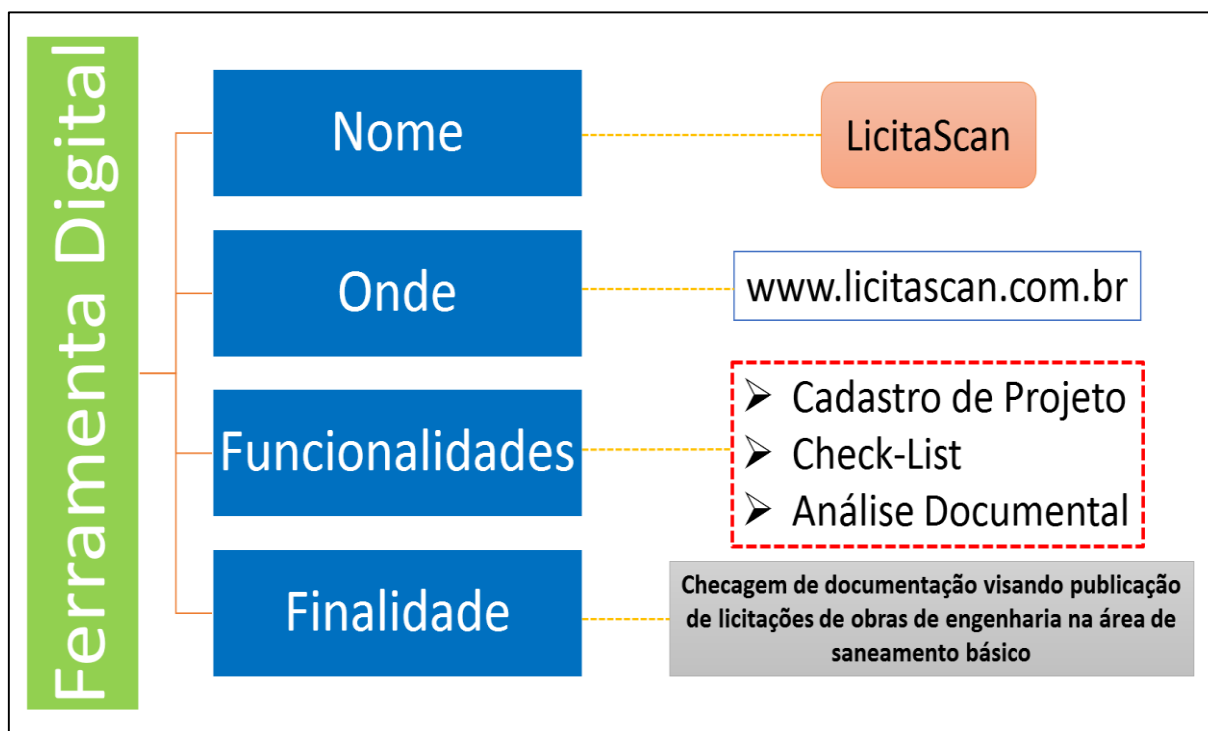 Ferramenta Digital
Nome
LicitaScan
Onde
www.licitascan.com.br
Funcionalidades
➢ Cadastro de Projeto
➢ Check-List
➢ Análise Documental
Finalidade
Checagem de documentação visando publicação
de licitações de obras de engenharia na área de
saneamento básico